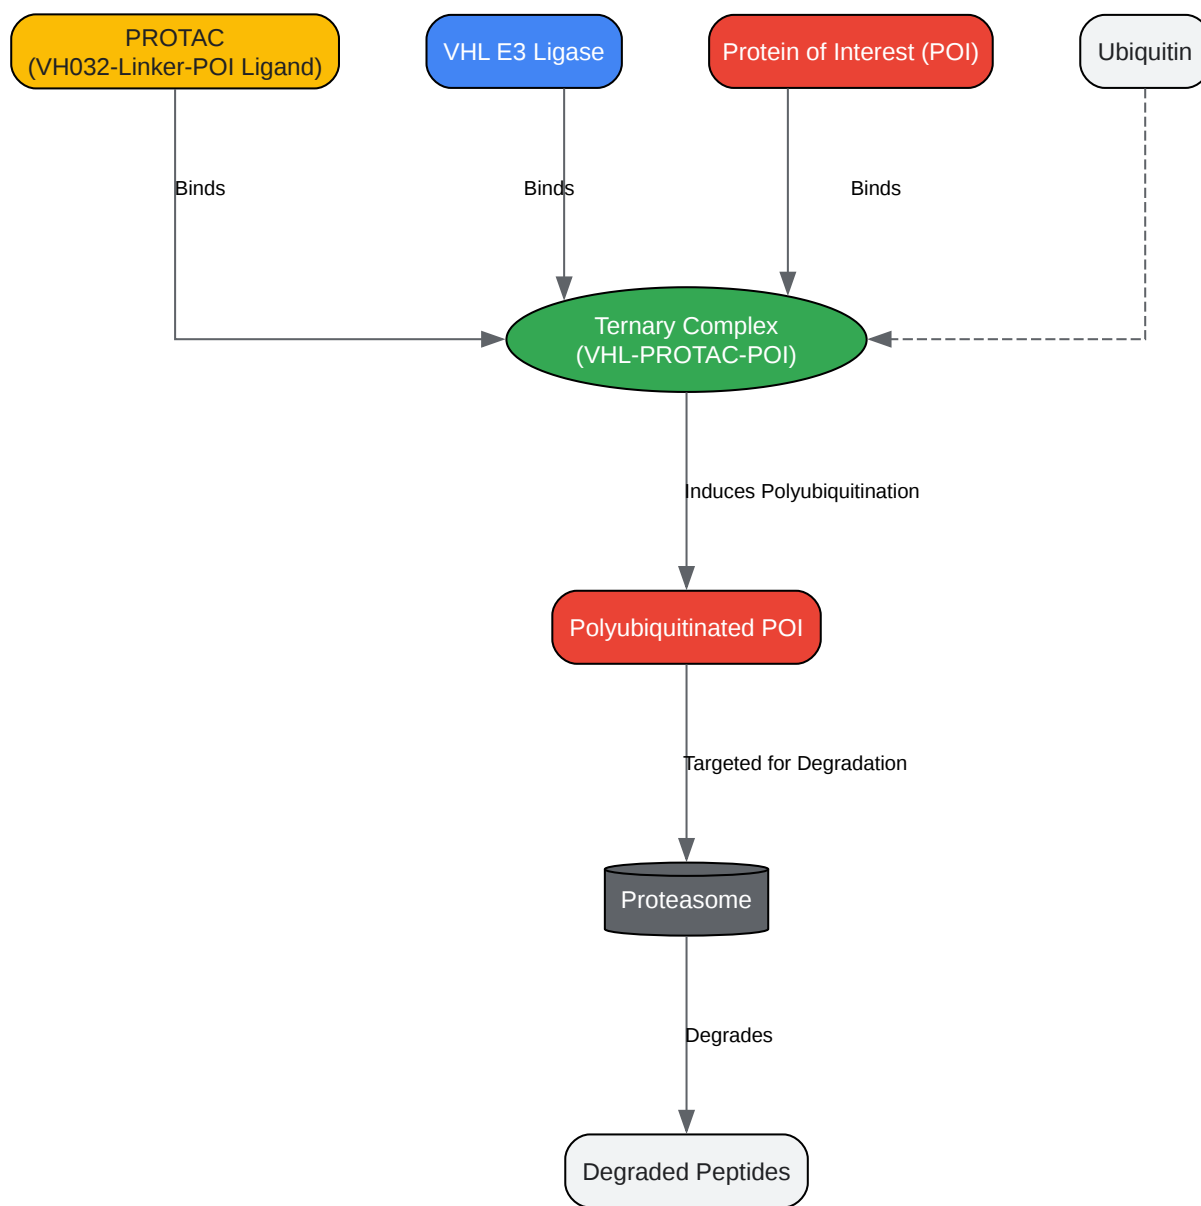 PROTAC
(VH032-Linker-POI Ligand)
VHL E3 Ligase
Protein of Interest (POI)
Ubiquitin
Binds
Binds
Binds
Ternary Complex
(VHL-PROTAC-POI)
Induces Polyubiquitination
Polyubiquitinated POI
Targeted for Degradation
Proteasome
Degrades
Degraded Peptides